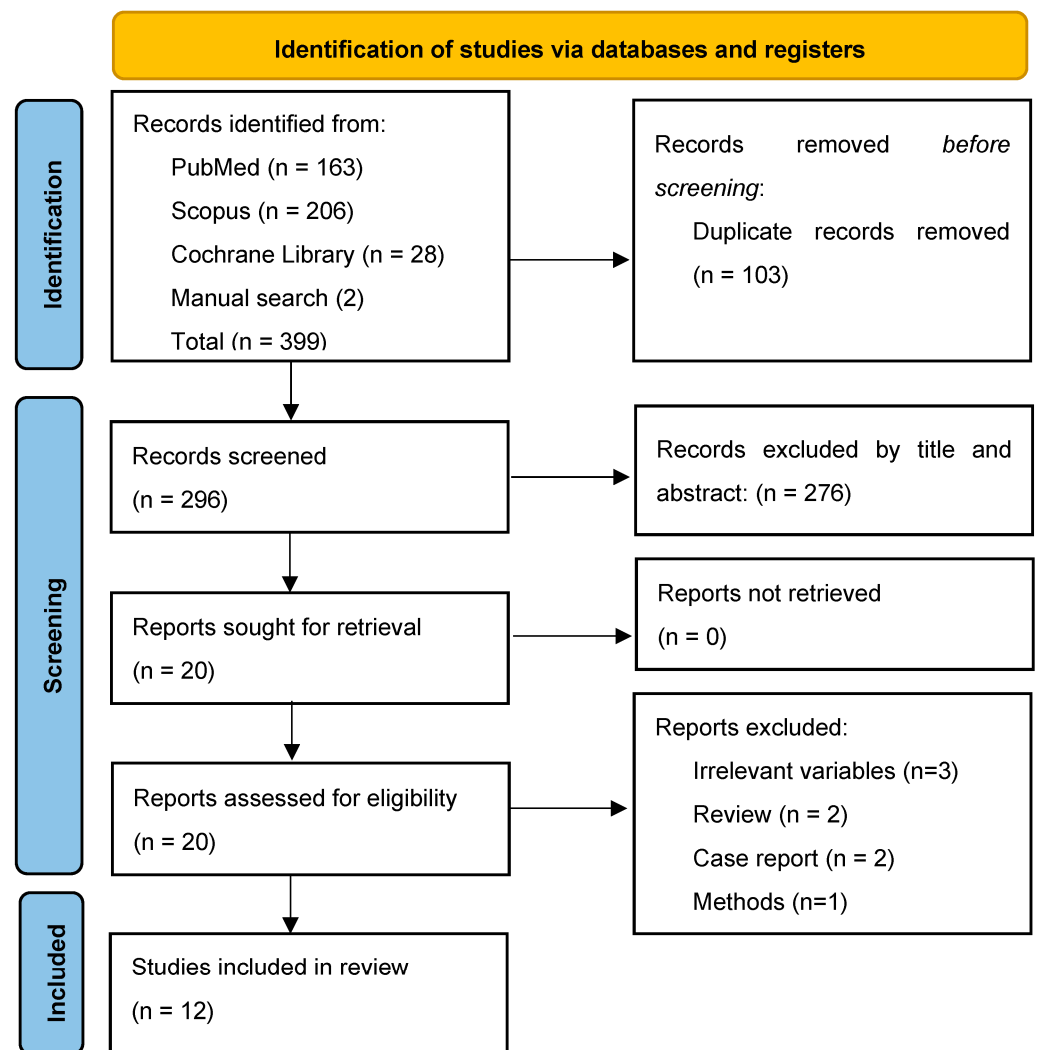 Identification of studies via databases and registers
Identification
Records identified from:
PubMed (n = 163)
Scopus (n = 206)
Cochrane Library (n = 28)
Manual search (2)
Total (n = 399)
Records removed before
screening:
Duplicate records removed
(n = 103)
Screening
Records screened
(n = 296)
Records excluded by title and
abstract: (n = 276)
Reports sought for retrieval
(n = 20)
Reports not retrieved
(n = 0)
Reports assessed for eligibility
(n = 20)
Reports excluded:
Irrelevant variables (n=3)
Review (n = 2)
Case report (n = 2)
Methods (n=1)
Included
Studies included in review
(n = 12)